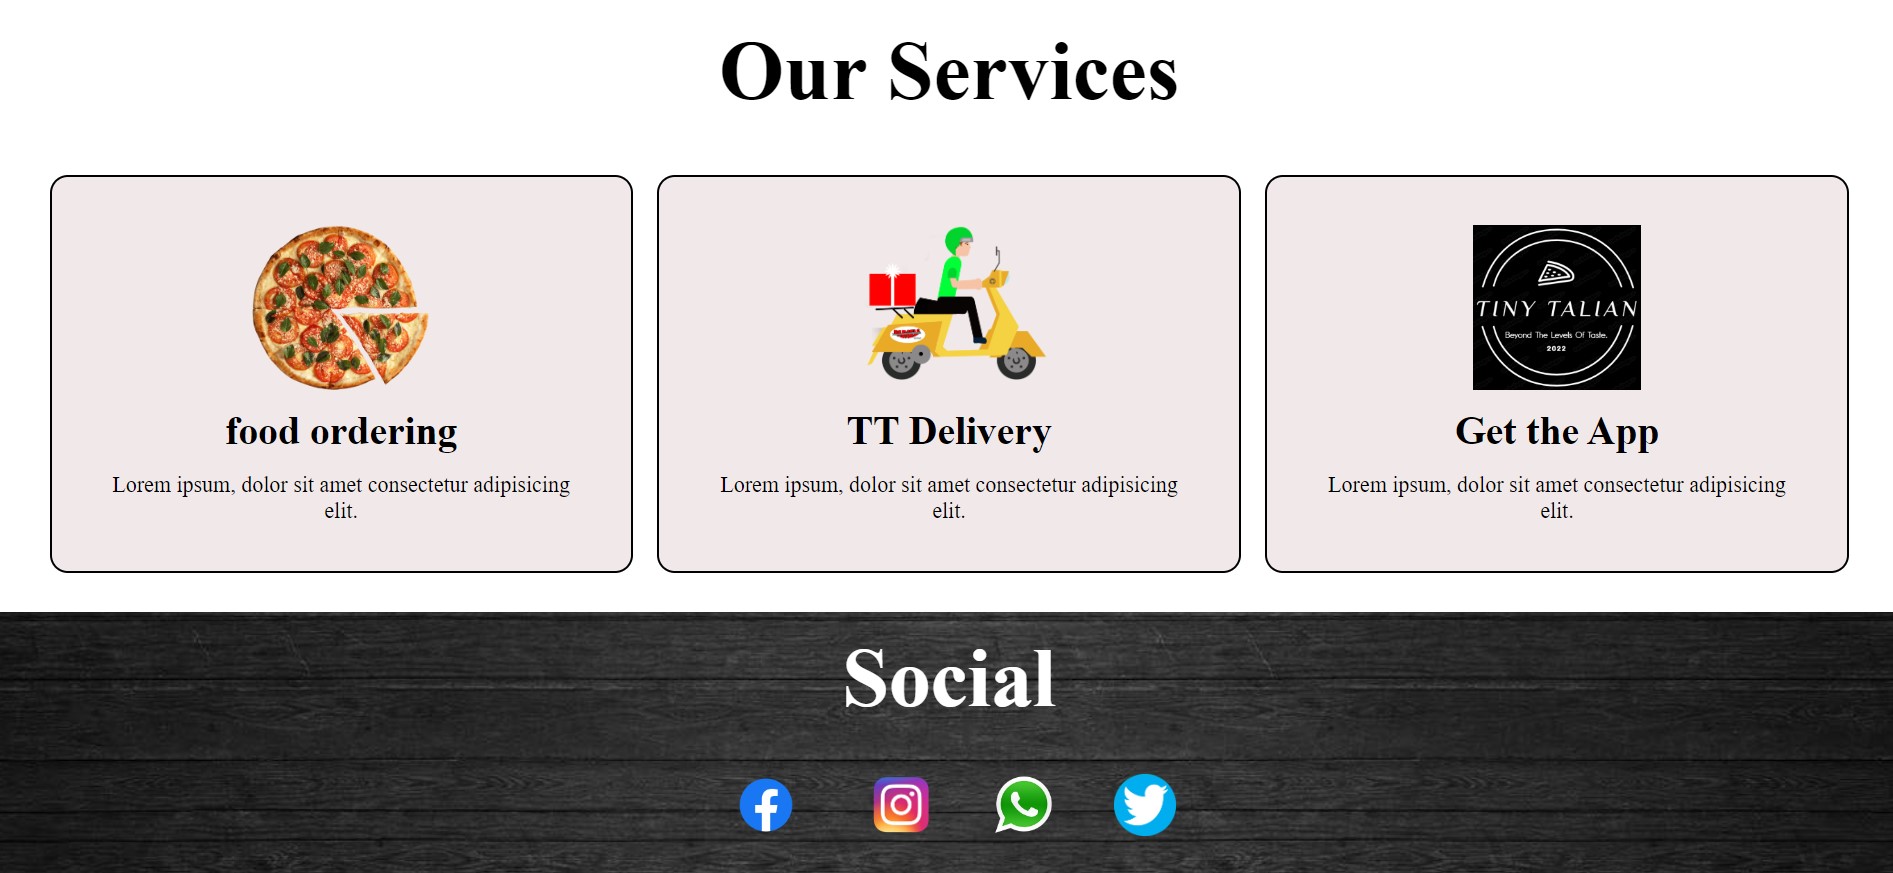 Our Services
food ordering
Lorem ipsum, dolor sit amet consectetur adipisicing
elit.
TT Delivery
Lorem ipsum, dolor sit amet consectetur adipisicing
elit.
TINY TALIAN
Beyond The Levels Of Taste.
2022
Get the App
Lorem ipsum, dolor sit amet consectetur adipisicing
elit.
Social